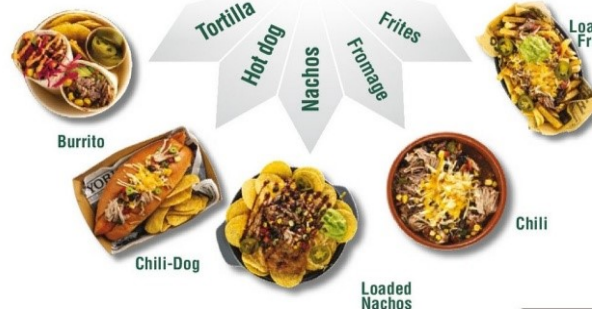 Tortilla
Hot dog
Nachos
Fromage
Frites
Burrito
Chili-Dog
Loaded
Nachos
Chili